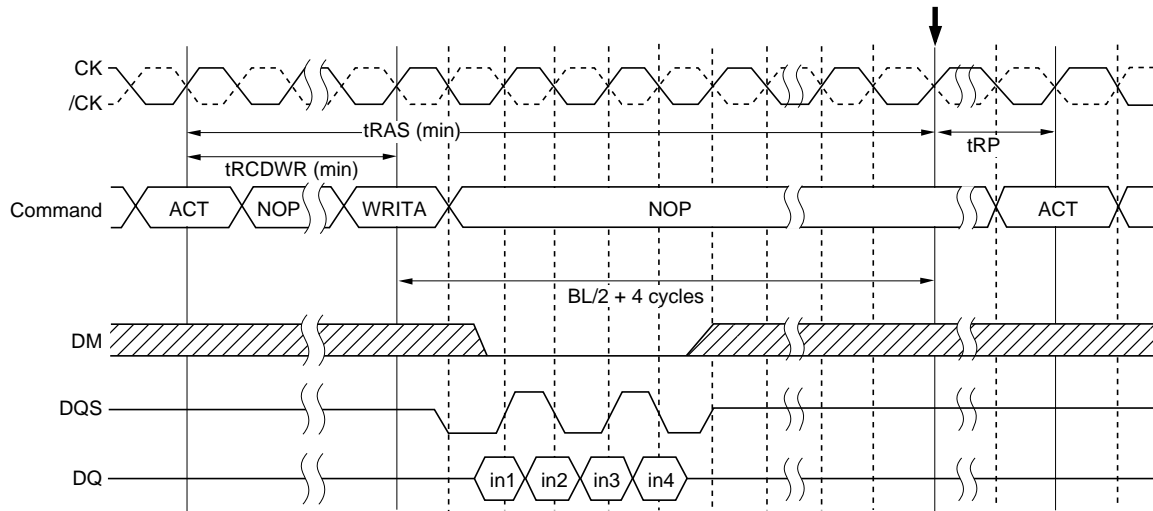 CK
/CK
tRAS (min)
tRP
tRCDWR (min)
Command ACT NOP WRITA NOP ACT
BL/2 + 4 cycles
DM
DQS
DQ in1 in2 in3 in4